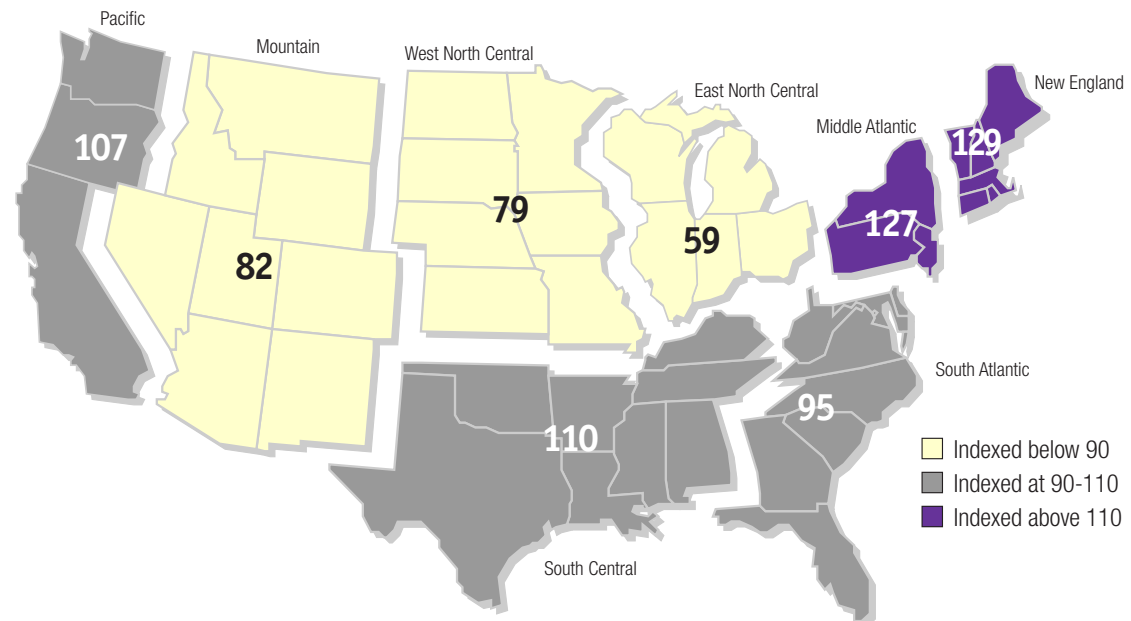 Pacific
Mountain
West North Central
East North Central
New England
Middle Atlantic
107
129
79
127
59
82
South Atlantic
95
110
Indexed below 90
Indexed at 90-110
Indexed above 110
South Central